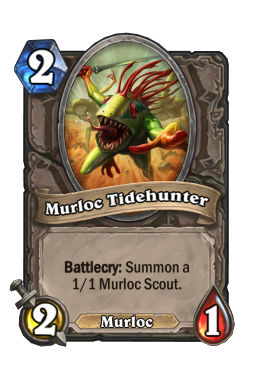 2
Murloc Tidehunter
Battlecry: Summon a
1/1 Murloc Scout.
2
Murloc
1